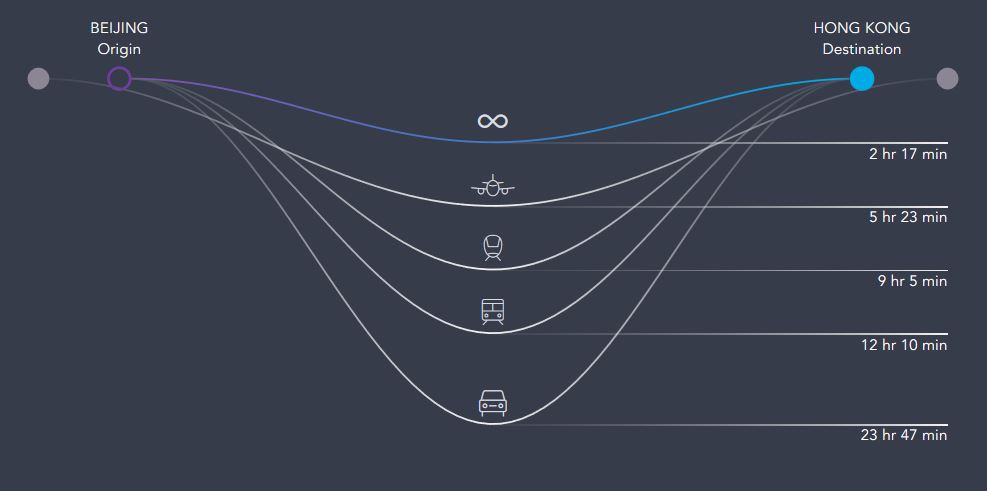 BEIJING
Origin
HONG KONG
Destination
2 hr 17 min
5 hr 23 min
9 hr 5 min
12 hr 10 min
23 hr 47 min